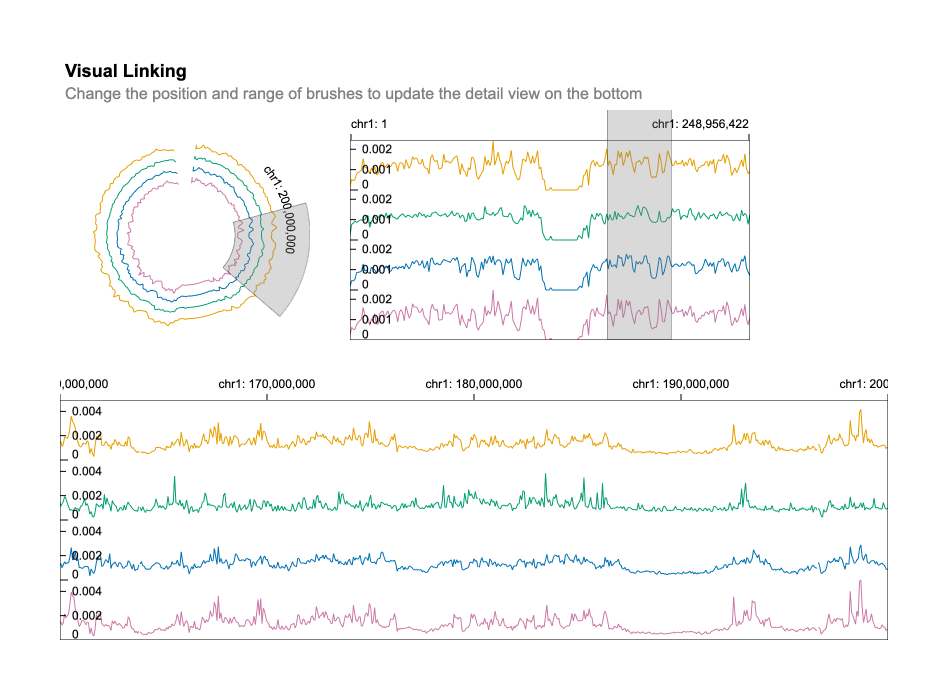 Visual Linking
Change the position and range of brushes to update the detail view on the bottom
chr1: 200,000,000
chr1: 1
chr1: 248,956,422
0.002
0.001
0
0.002
0.001
0
0.002
0.001
0
0.002
0.001
0
0,000,000
chr1: 170,000,000
chr1: 180,000,000
chr1: 190,000,000
chr1: 200
0.004
0.002
0
0.004
0.002
0
0.004
0.002
0
0.004
0.002
0